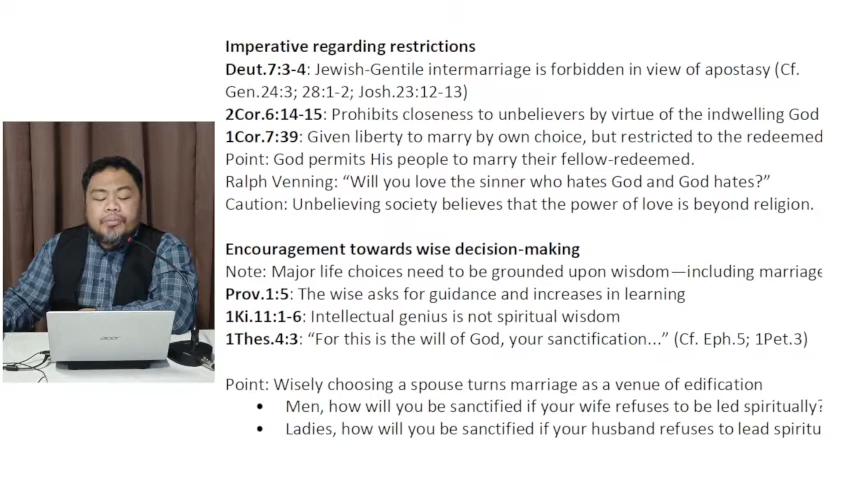 Imperative regarding restrictions
Deut.7:3-4: Jewish-Gentile intermarriage is forbidden in view of apostasy (Cf.
Gen.24:3; 28:1-2; Josh.23:12-13)
2Cor.6:14-15: Prohibits closeness to unbelievers by virtue of the indwelling God
1Cor.7:39: Given liberty to marry by own choice, but restricted to the redeemed
Point: God permits His people to marry their fellow-redeemed.
Ralph Venning: “Will you love the sinner who hates God and God hates?”
Caution: Unbelieving society believes that the power of love is beyond religion.
Encouragement towards wise decision-making
Note: Major life choices need to be grounded upon wisdom—including marriage
Prov.1:5: The wise asks for guidance and increases in learning
1Ki.11:1-6: Intellectual genius is not spiritual wisdom
1Thes.4:3: “For this is the will of God, your sanctification...” (Cf. Eph.5; 1Pet.3)
Point: Wisely choosing a spouse turns marriage as a venue of edification
• Men, how will you be sanctified if your wife refuses to be led spiritually?
• Ladies, how will you be sanctified if your husband refuses to lead spiritu
acer